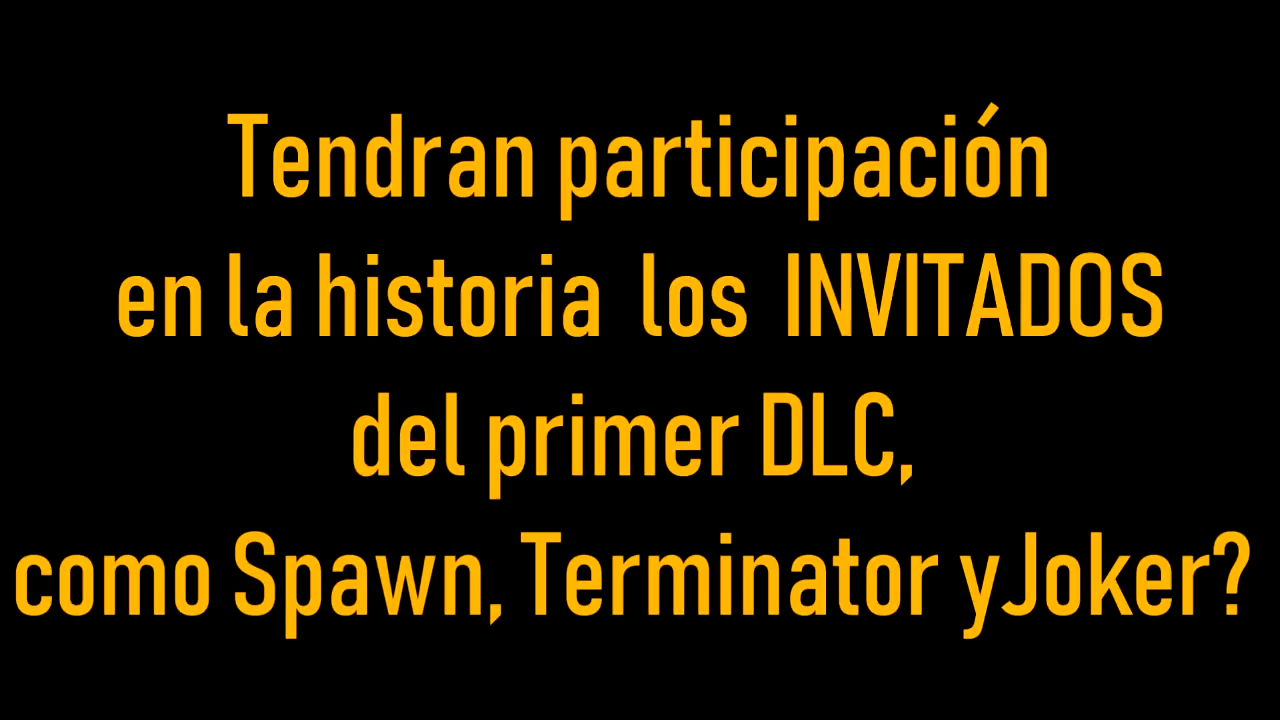 Tendran participación
en la historia los INVITADOS
del primer DLC,
como Spawn, Terminator yJoker?